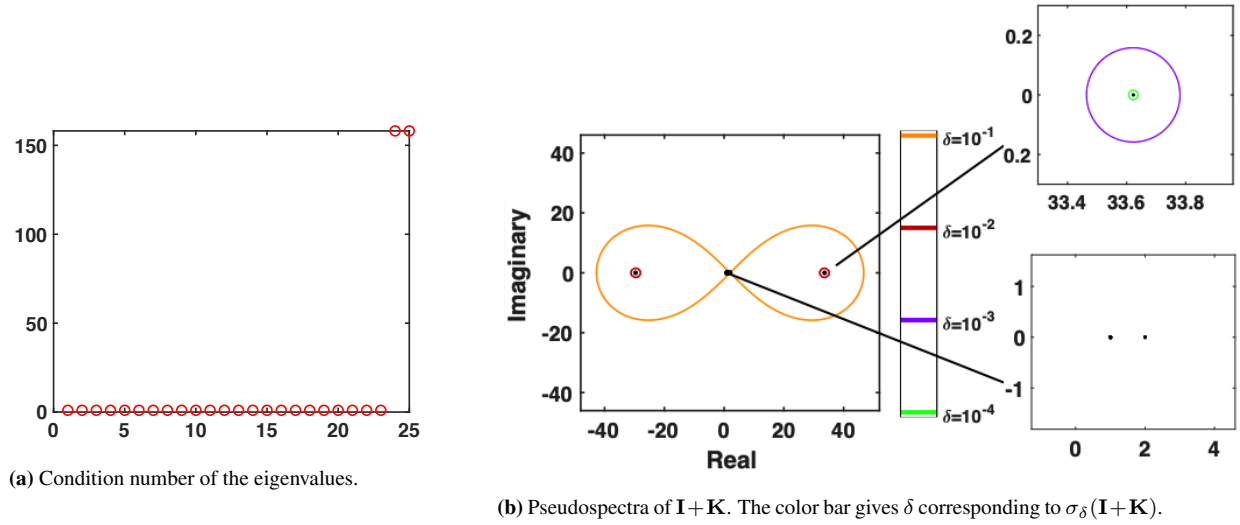 150
100
50
0
0 5 10 15 20 25
(a) Condition number of the eigenvalues.
40
20
0
-20
-40
Imaginary
-40 -20 0 20 40
Real
δ=10⁻¹
δ=10⁻²
δ=10⁻³
δ=10⁻⁴
0.2
0
0.2
33.4 33.6 33.8
1
0
-1
0 2 4
(b) Pseudospectra of I+K. The color bar gives δ corresponding to σ_δ(I+K).